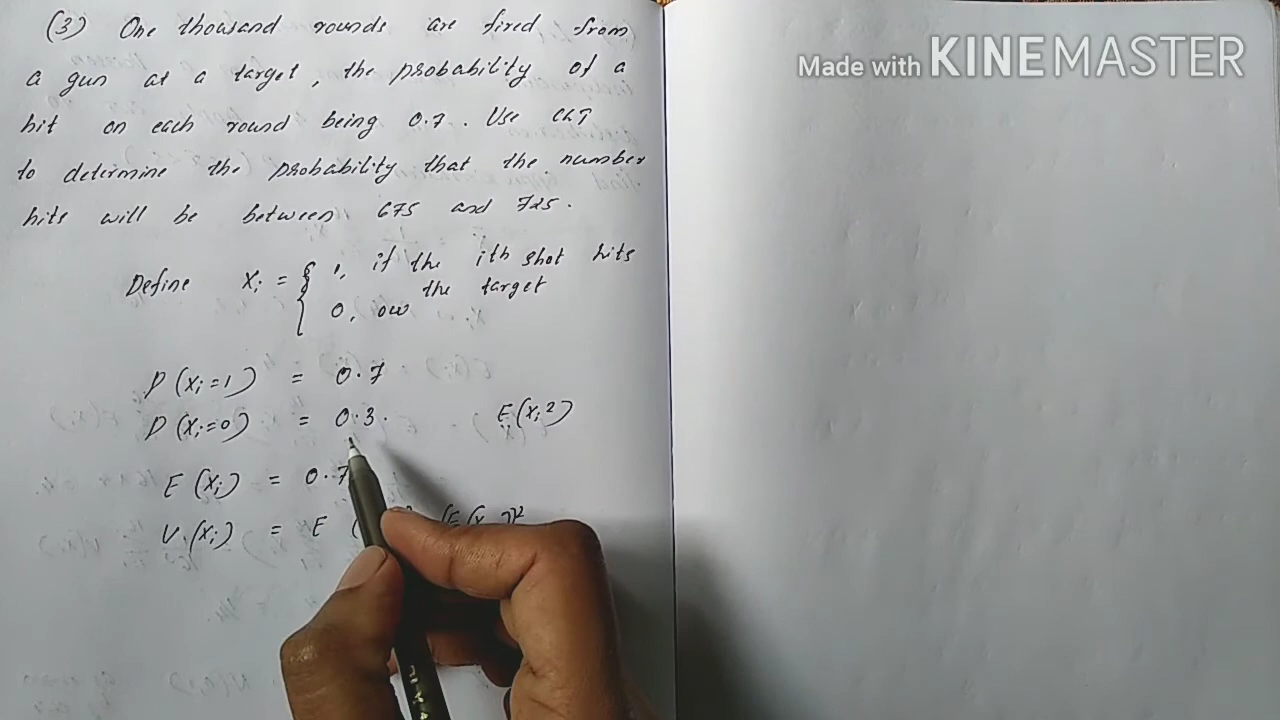 (3) One thousand rounds are fired from
a gun at a target, the probability of a
hit on each round being 0.7. Use CLT
to determine the probability that the number
hits will be between 675 and 725.
Define Xi = { 1, if the ith shot hits
the target
0, ow
P(Xi=1) = 0.7
P(Xi=0) = 0.3.
E(Xi²)
E(Xi) = 0.7
V(Xi) = E
Made with KINEMASTER